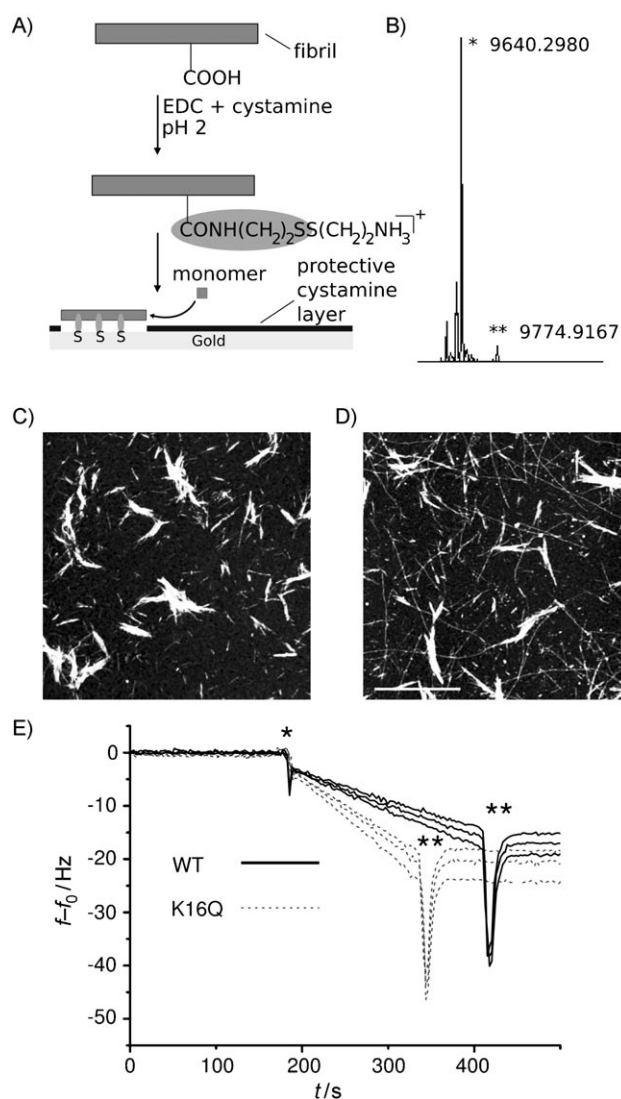 A)
fibril
COOH
EDC + cystamine
pH 2
CONH(CH₂)₂SS(CH₂)₂NH₃⁺
monomer
protective
cystamine
layer
S S S
Gold
B)
* 9640.2980
** 9774.9167
C)
D)
E)
*
**
**
WT
K16Q
f–f₀/Hz
0
-10
-20
-30
-40
-50
0 100 200 300 400
t/s